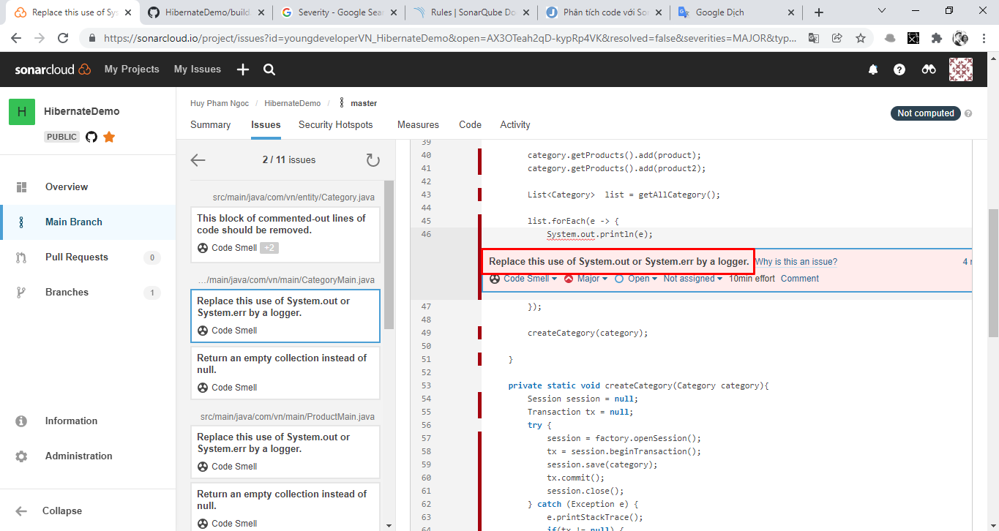 Replace this use of Sys
HibernateDemo/build.
Severity - Google Sear
Rules | SonarQube Do
Phân tích code với So
Google Dịch
https://sonarcloud.io/project/issues?id=youngdeveloperVN_HibernateDemo&open=AX3OTeah2qD-kypRp4VK&resolved=false&severities=MAJOR&typ...
sonarcloud My Projects My Issues
H HibernateDemo
PUBLIC
Overview
Main Branch
Pull Requests 0
Branches 1
Information
Administration
Collapse
Huy Pham Ngoc / HibernateDemo / master
Summary Issues Security Hotspots Measures Code Activity
Not computed
2 / 11 issues
src/main/java/com/vn/entity/Category.java
This block of commented-out lines of
code should be removed.
Code Smell +2
…/main/java/com/vn/main/CategoryMain.java
Replace this use of System.out or
System.err by a logger.
Code Smell
Return an empty collection instead of
null.
Code Smell
src/main/java/com/vn/main/ProductMain.java
Replace this use of System.out or
System.err by a logger.
Code Smell
Return an empty collection instead of
null.
Code Smell
39
40 category.getProducts().add(product);
41 category.getProducts().add(product2);
42
43 List<Category>  list = getAllCategory();
44
45 list.forEach(e -> {
46 System.out.println(e);
Replace this use of System.out or System.err by a logger. Why is this an issue? 4
Code Smell Major Open Not assigned 10min effort Comment
47 });
48
49 createCategory(category);
50
51 }
52
53 private static void createCategory(Category category){
54 Session session = null;
55 Transaction tx = null;
56 try {
57 session = factory.openSession();
58 tx = session.beginTransaction();
59 session.save(category);
60 tx.commit();
61 session.close();
62 } catch (Exception e) {
63 e.printStackTrace();
64 if(tx != null) {